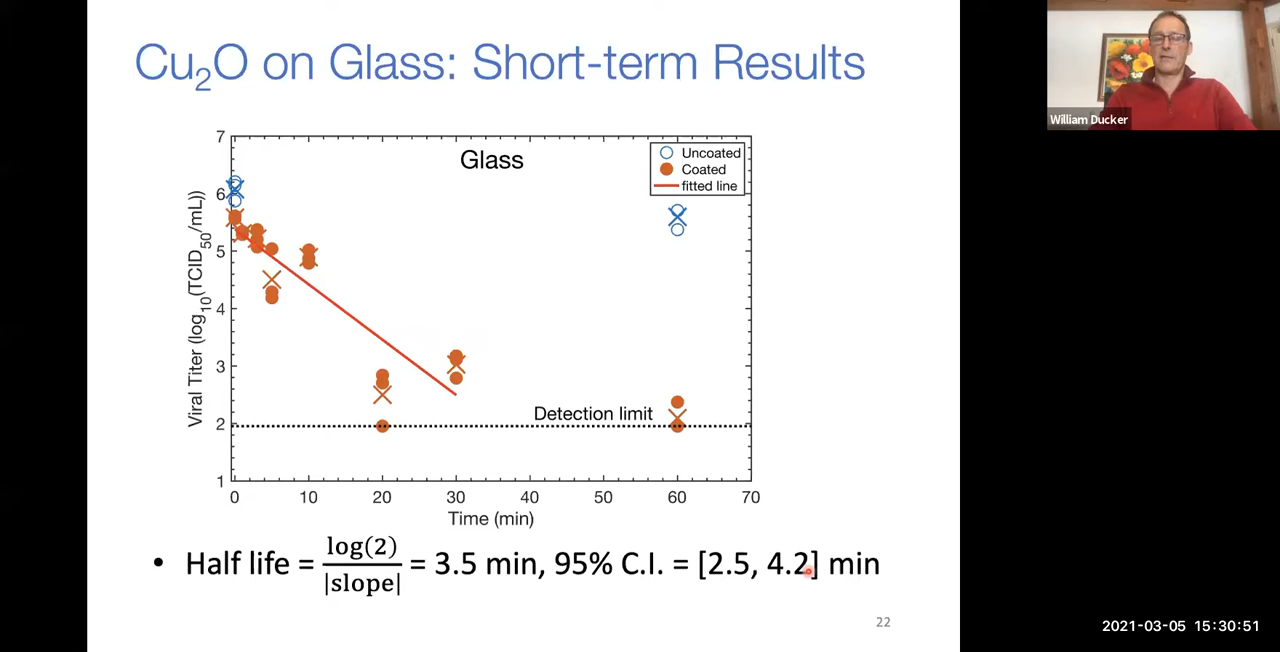 Cu₂O on Glass: Short-term Results
Glass
Uncoated
Coated
fitted line
7
6
5
4
3
2
1
Viral Titer (log₁₀(TCID₅₀/mL))
Detection limit
0 10 20 30 40 50 60 70
Time (min)
• Half life = log(2)/|slope| = 3.5 min, 95% C.I. = [2.5, 4.2] min
22
William Ducker
2021-03-05 15:30:51